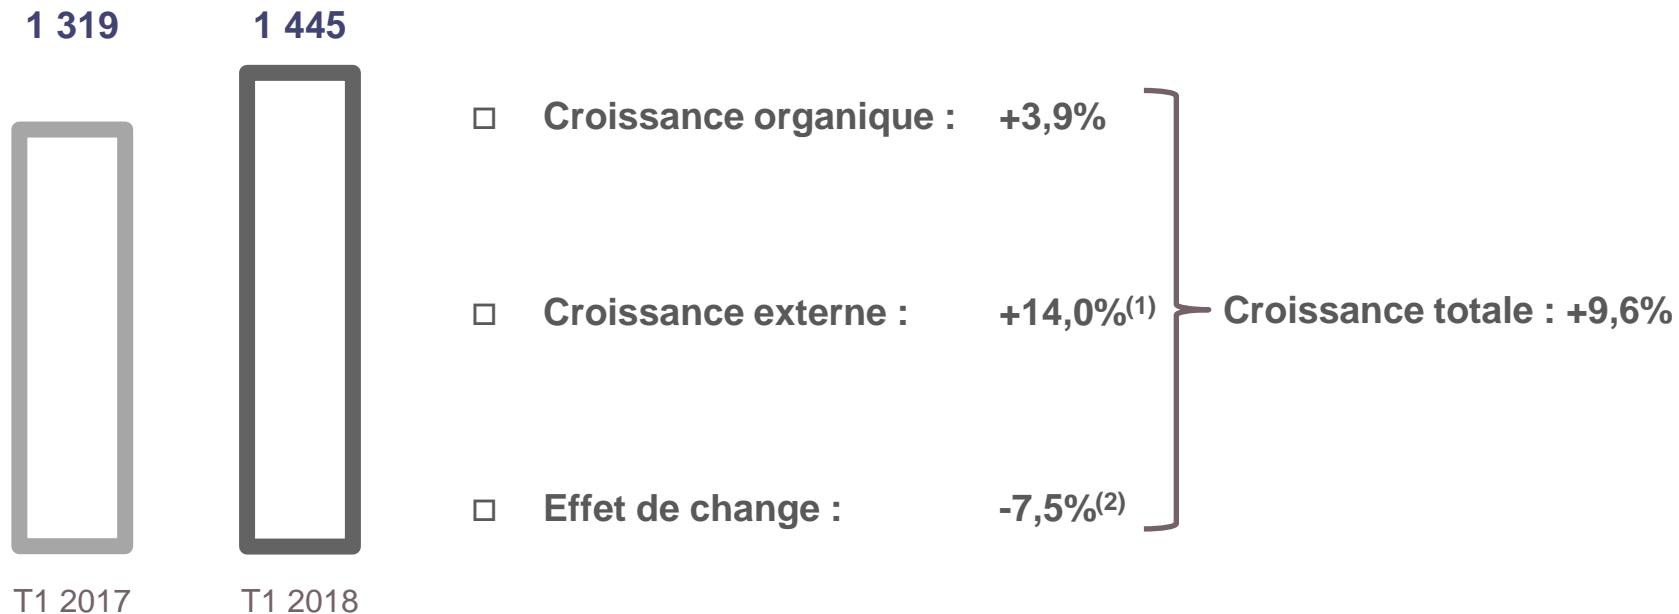 1 319
1 445
□ Croissance organique : +3,9%
□ Croissance externe : +14,0%(1)
Croissance totale : +9,6%
□ Effet de change : -7,5%(2)
T1 2017
T1 2018